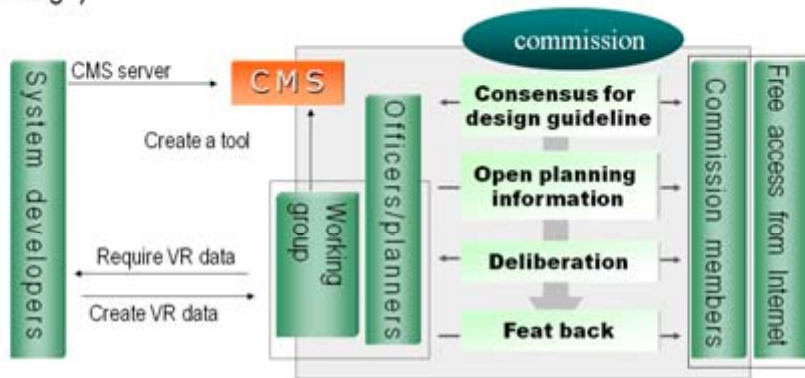 commission
System developers
CMS server
CMS
Create a tool
Officers/planners
Working
group
Require VR data
Create VR data
Consensus for
design guideline
Open planning
information
Deliberation
Feat back
Commission members
Free access from Internet